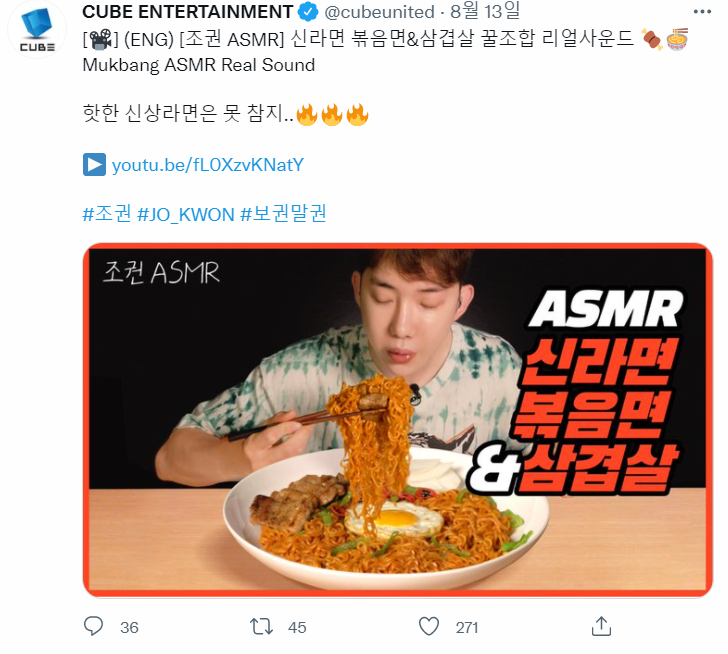 CUBE ENTERTAINMENT @cubeunited · 8월 13일
[🎥] (ENG) [조권 ASMR] 신라면 볶음면&삼겹살 꿀조합 리얼사운드 🍖🍜
Mukbang ASMR Real Sound
핫한 신상라면은 못 참지..🔥🔥🔥
▶ youtu.be/fL0XzvKNatY
#조권 #JO_KWON #보권말권
조권 ASMR
ASMR
신라면
볶음면
&삼겹살
36 45 271
CUBE